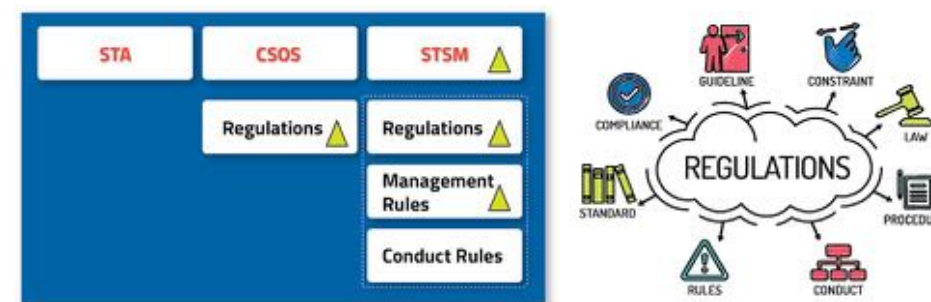 STA
CSOS
STSM
Regulations
Regulations
Management
Rules
Conduct Rules
GUIDELINE
CONSTRAINT
COMPLIANCE
LAW
REGULATIONS
STANDARD
PROCEDU
RULES
CONDUCT